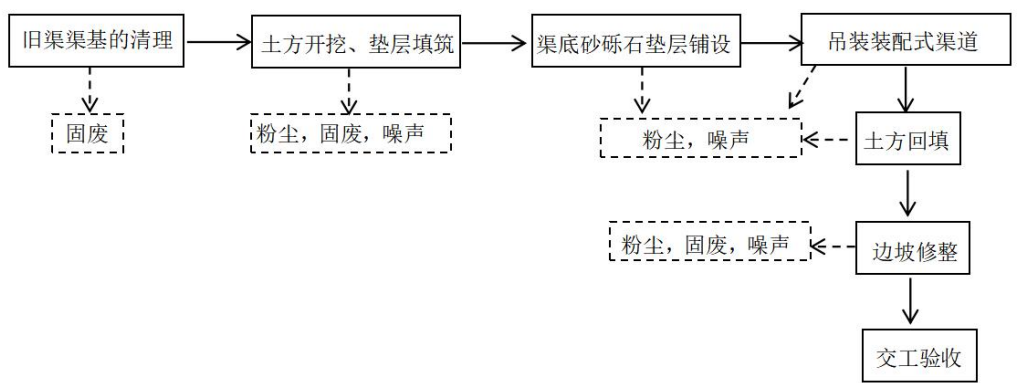 旧渠渠基的清理
土方开挖、垫层填筑
渠底砂砾石垫层铺设
吊装装配式渠道
固废
粉尘，固废，噪声
粉尘，噪声
土方回填
粉尘，固废，噪声
边坡修整
交工验收